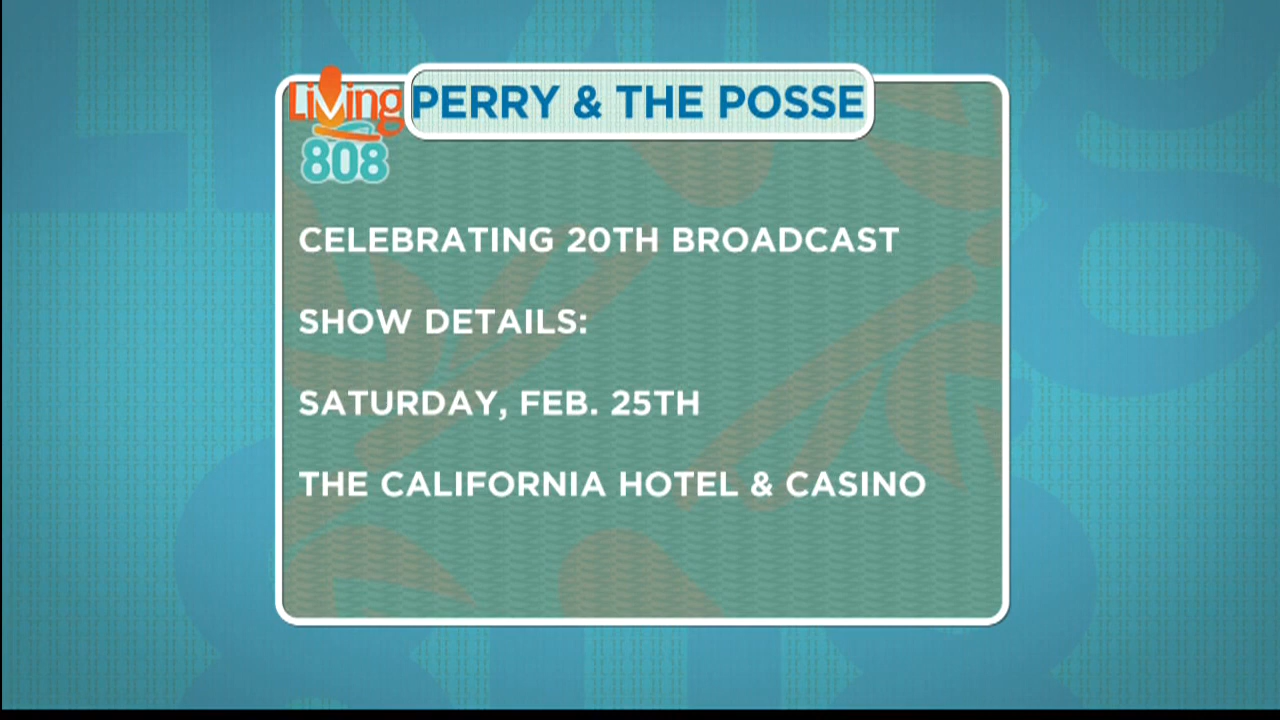 Living
808
PERRY & THE POSSE
CELEBRATING 20TH BROADCAST
SHOW DETAILS:
SATURDAY, FEB. 25TH
THE CALIFORNIA HOTEL & CASINO